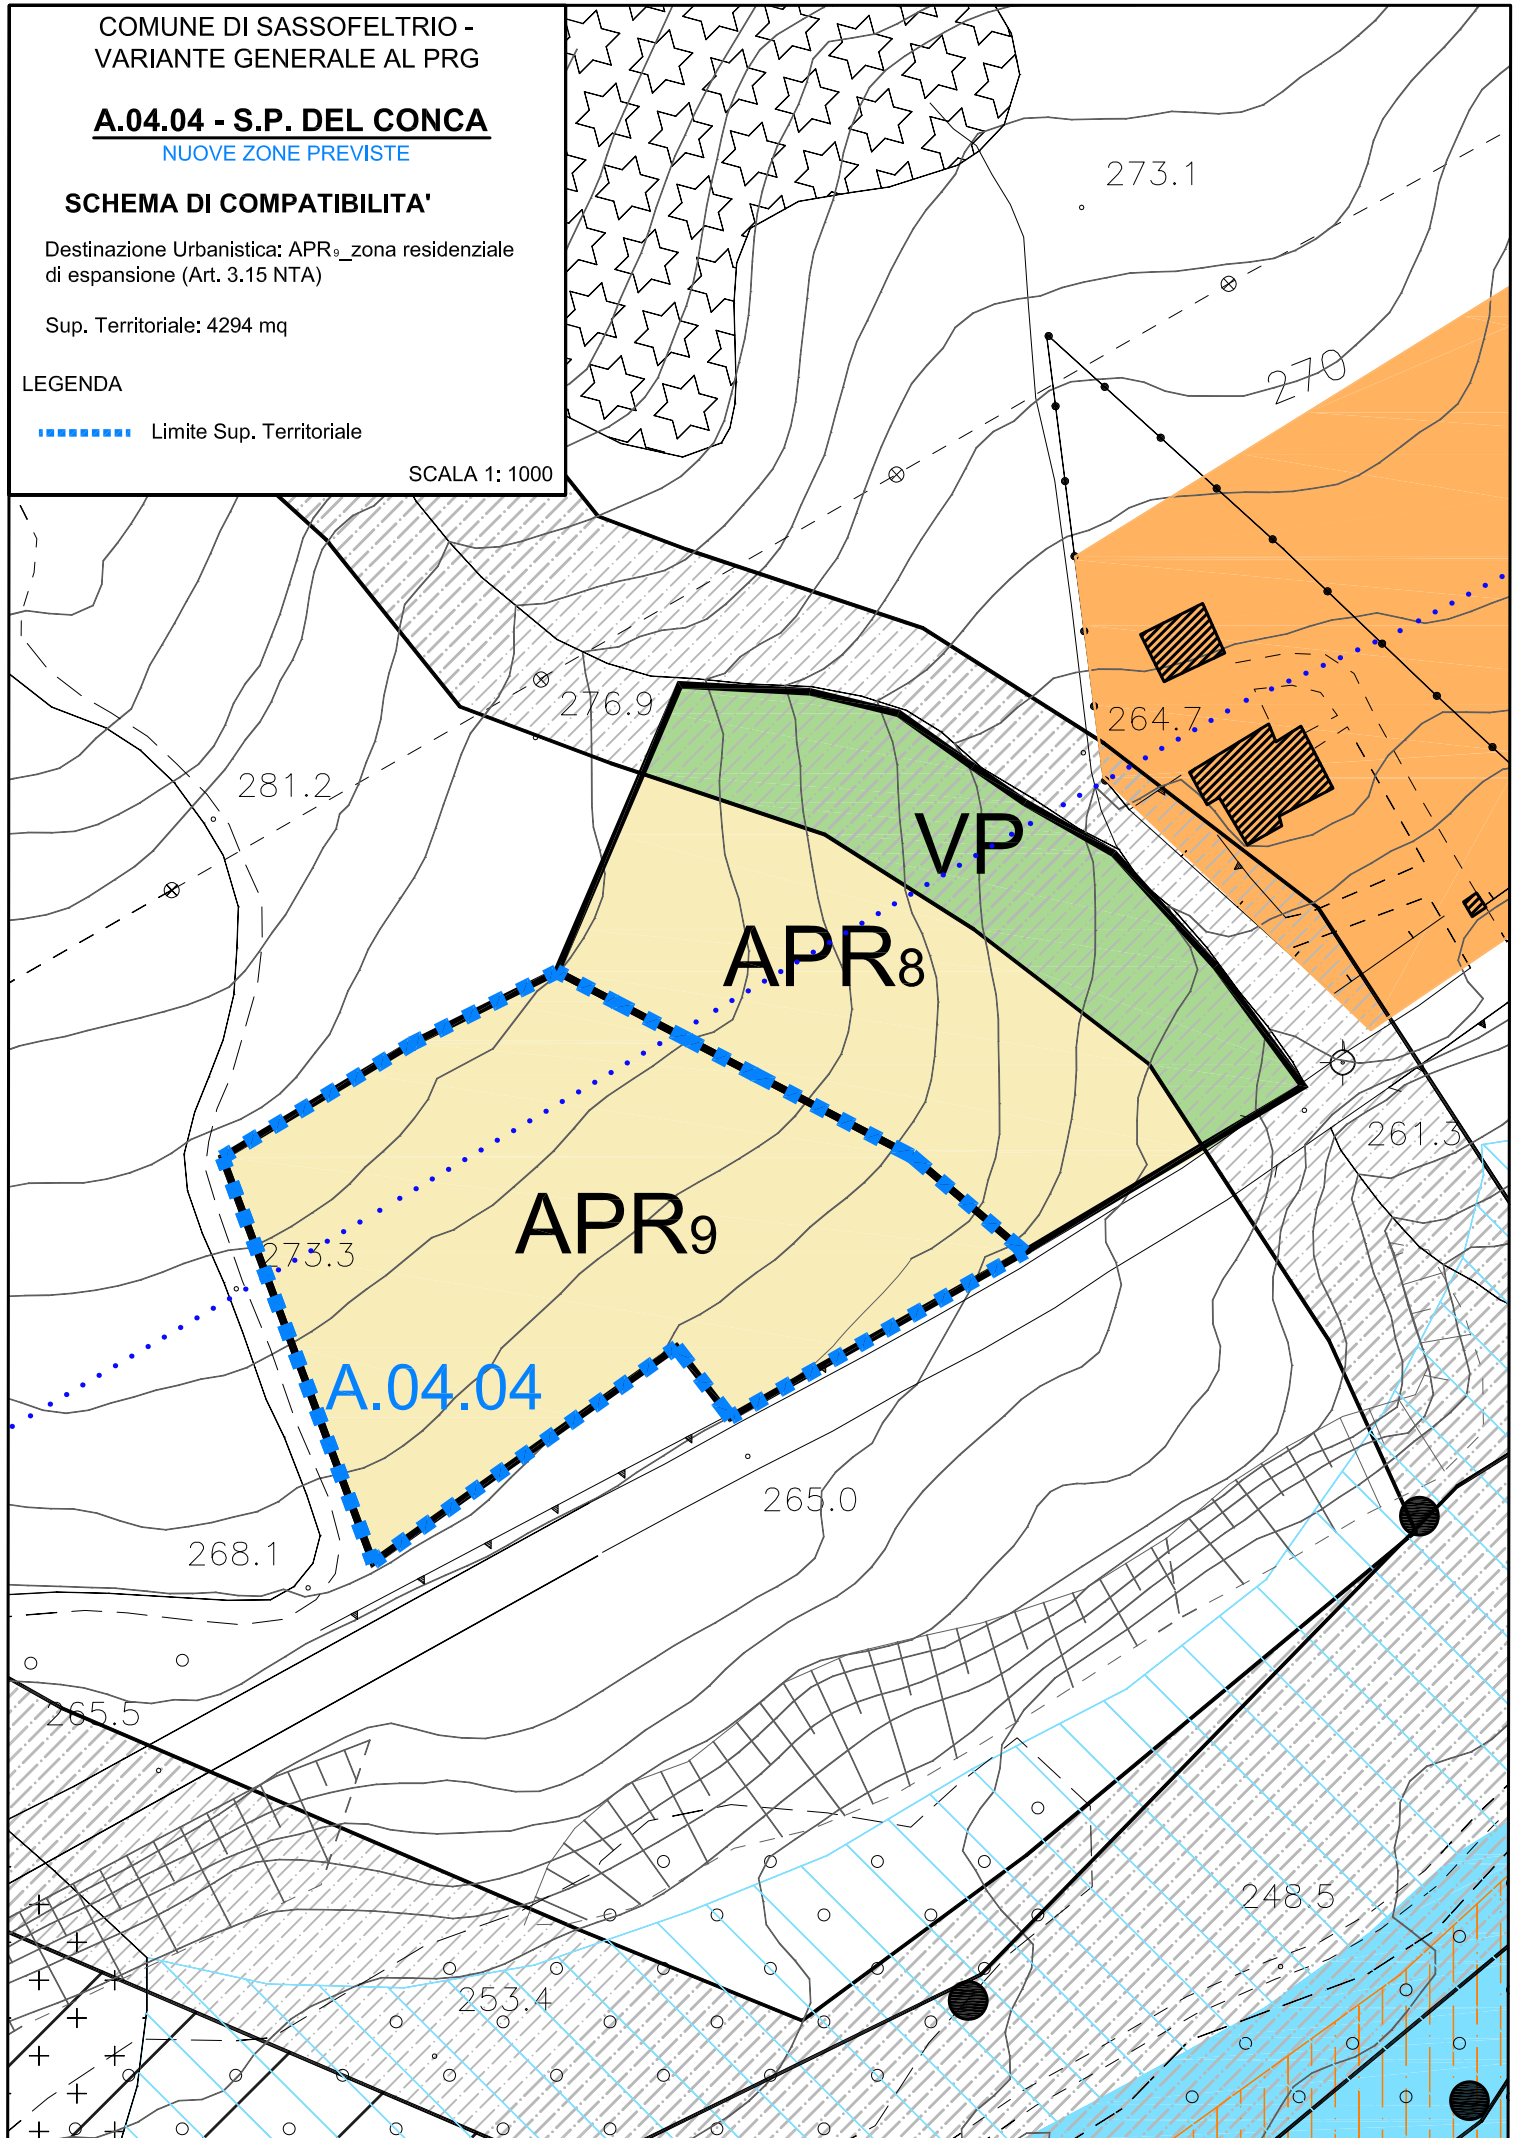 COMUNE DI SASSOFELTRIO -
VARIANTE GENERALE AL PRG
A.04.04 - S.P. DEL CONCA
NUOVE ZONE PREVISTE
SCHEMA DI COMPATIBILITA'
Destinazione Urbanistica: APR9_zona residenziale
di espansione (Art. 3.15 NTA)
Sup. Territoriale: 4294 mq
LEGENDA
Limite Sup. Territoriale
SCALA 1: 1000
273.1
270
276.9
264.7
281.2
VP
APR8
261.3
APR9
273.3
A.04.04
265.0
268.1
265.5
248.5
253.4